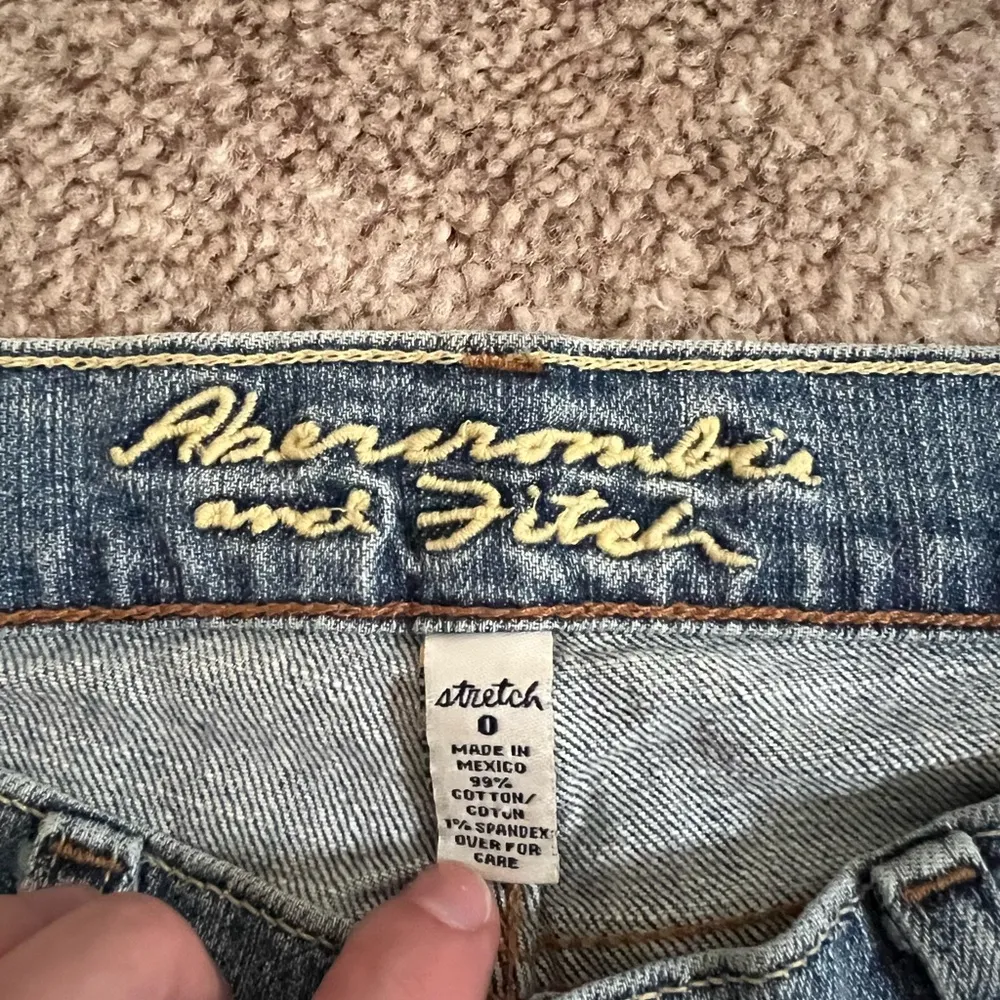 Abercrombie
and Fitch
stretch
0
MADE IN
MEXICO
99%
COTTON/
COTON
1% SPANDEX
OVER FOR
CARE